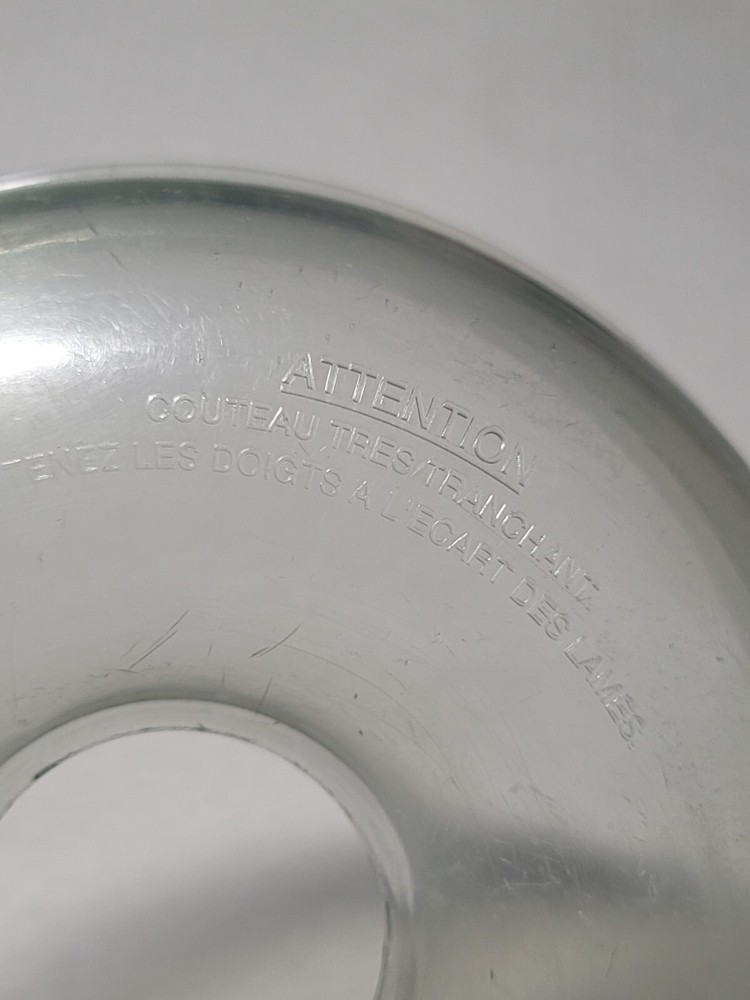 ATTENTION
COUTEAU TRES TRANCHANT.
TENEZ LES DOIGTS A L'ECART DES LAMES.